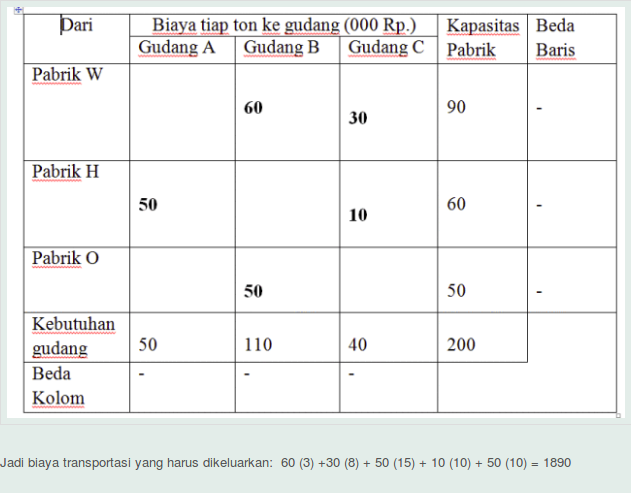 Dari Biaya tiap ton ke gudang (000 Rp.) Kapasitas Pabrik Beda Baris
Gudang A Gudang B Gudang C
Pabrik W 60 30 90 -
Pabrik H 50 10 60 -
Pabrik O 50 50 -
Kebutuhan gudang 50 110 40 200
Beda Kolom - - -
Jadi biaya transportasi yang harus dikeluarkan: 60 (3) +30 (8) + 50 (15) + 10 (10) + 50 (10) = 1890